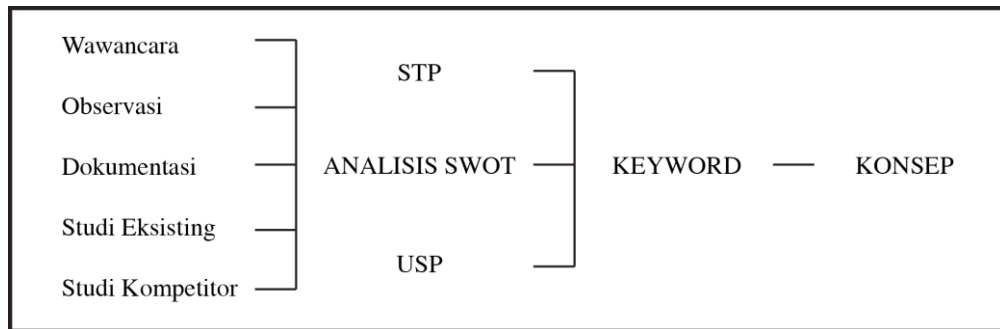 Wawancara
Observasi
Dokumentasi
Studi Eksisting
Studi Kompetitor
STP
ANALISIS SWOT
USP
KEYWORD
KONSEP